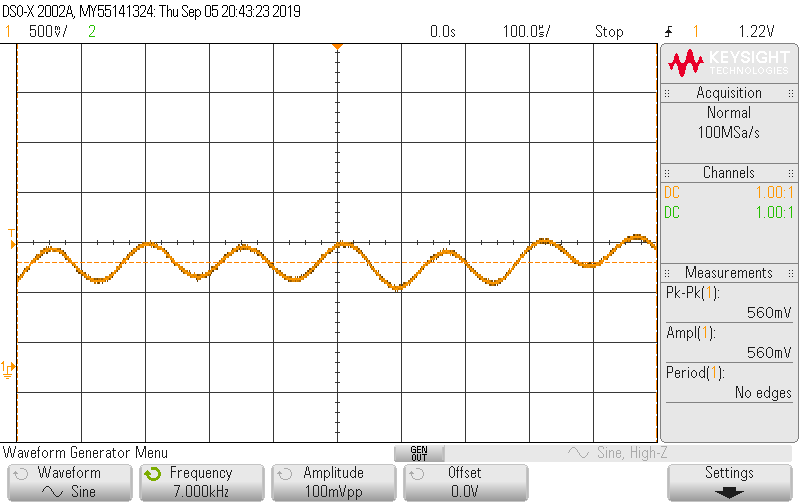 DSO-X 2002A, MY55141324: Thu Sep 05 20:43:23 2019
1 500mV/ 2 0.0s 100.0s/ Stop 1 1.22V
KEYSIGHT
TECHNOLOGIES
Acquisition
Normal
100MSa/s
Channels
DC 1.00:1
DC 1.00:1
Measurements
Pk-Pk(1):
560mV
Ampl(1):
560mV
Period(1):
No edges
T
1
Waveform Generator Menu
GEN OUT
Sine, High-Z
Waveform
Sine
Frequency
7.000kHz
Amplitude
100mVpp
Offset
0.0V
Settings